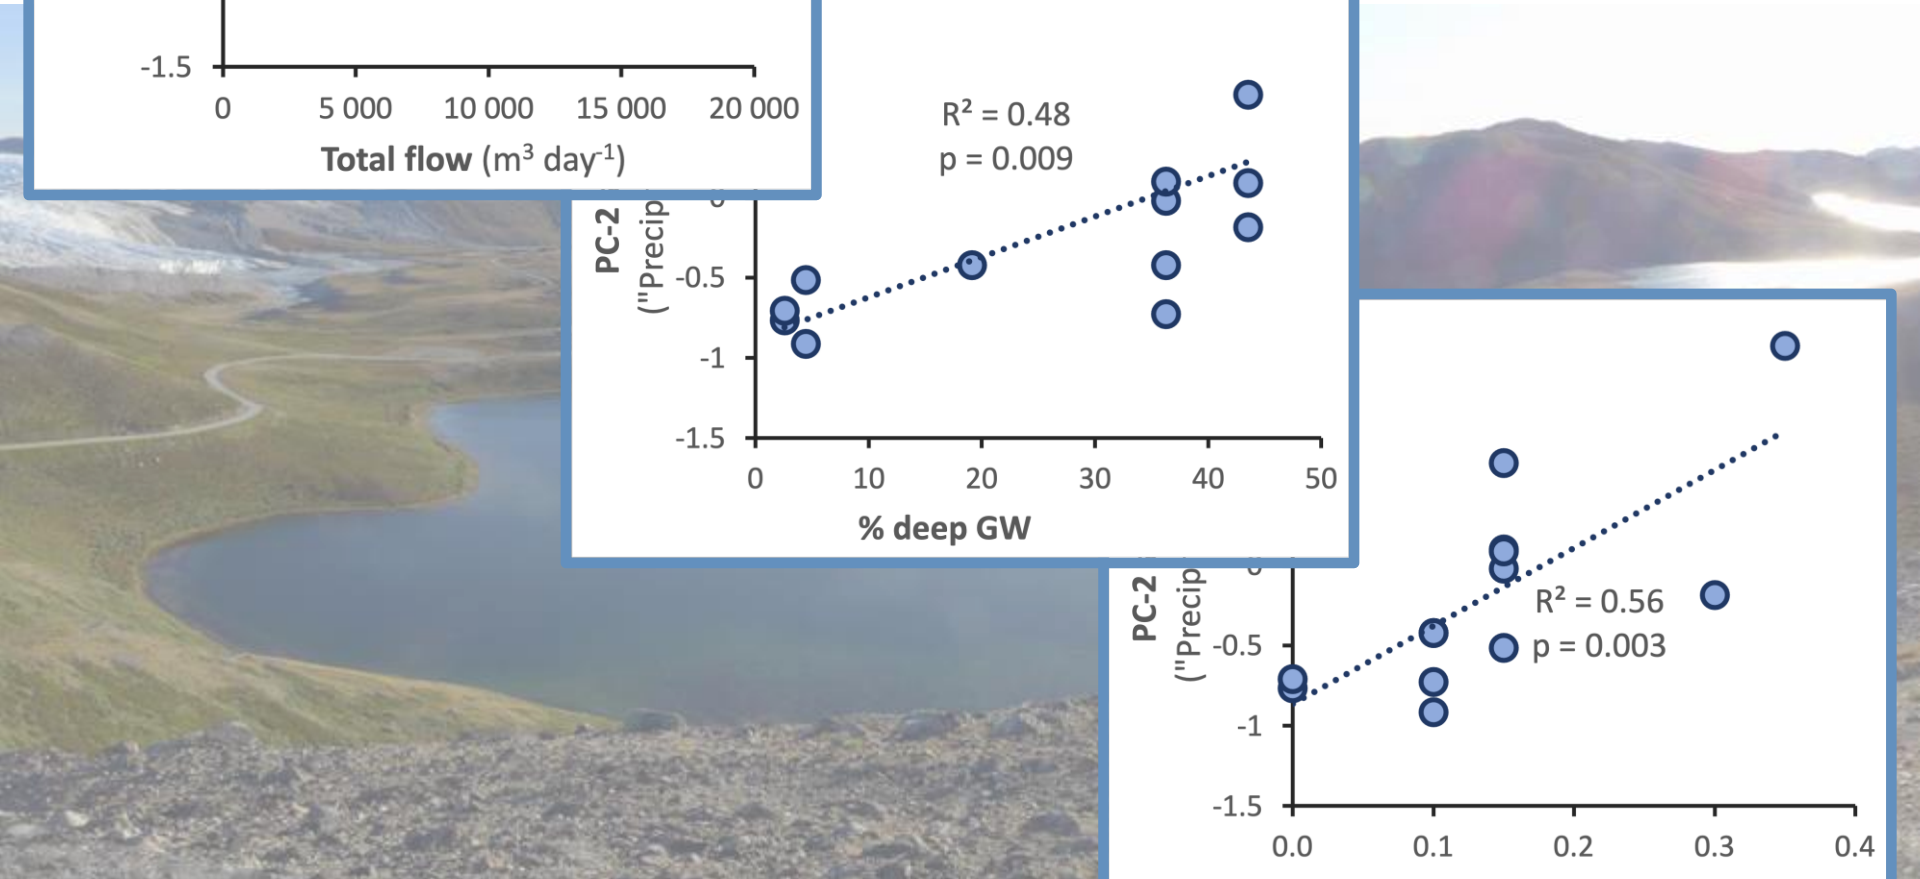 -1.5
0 5 000 10 000 15 000 20 000
Total flow (m³ day⁻¹)
R² = 0.48
p = 0.009
PC-2
("Precip
0
-0.5
-1
-1.5
0 10 20 30 40 50
% deep GW
R² = 0.56
p = 0.003
PC-2
("Precip
0
-0.5
-1
-1.5
0.0 0.1 0.2 0.3 0.4